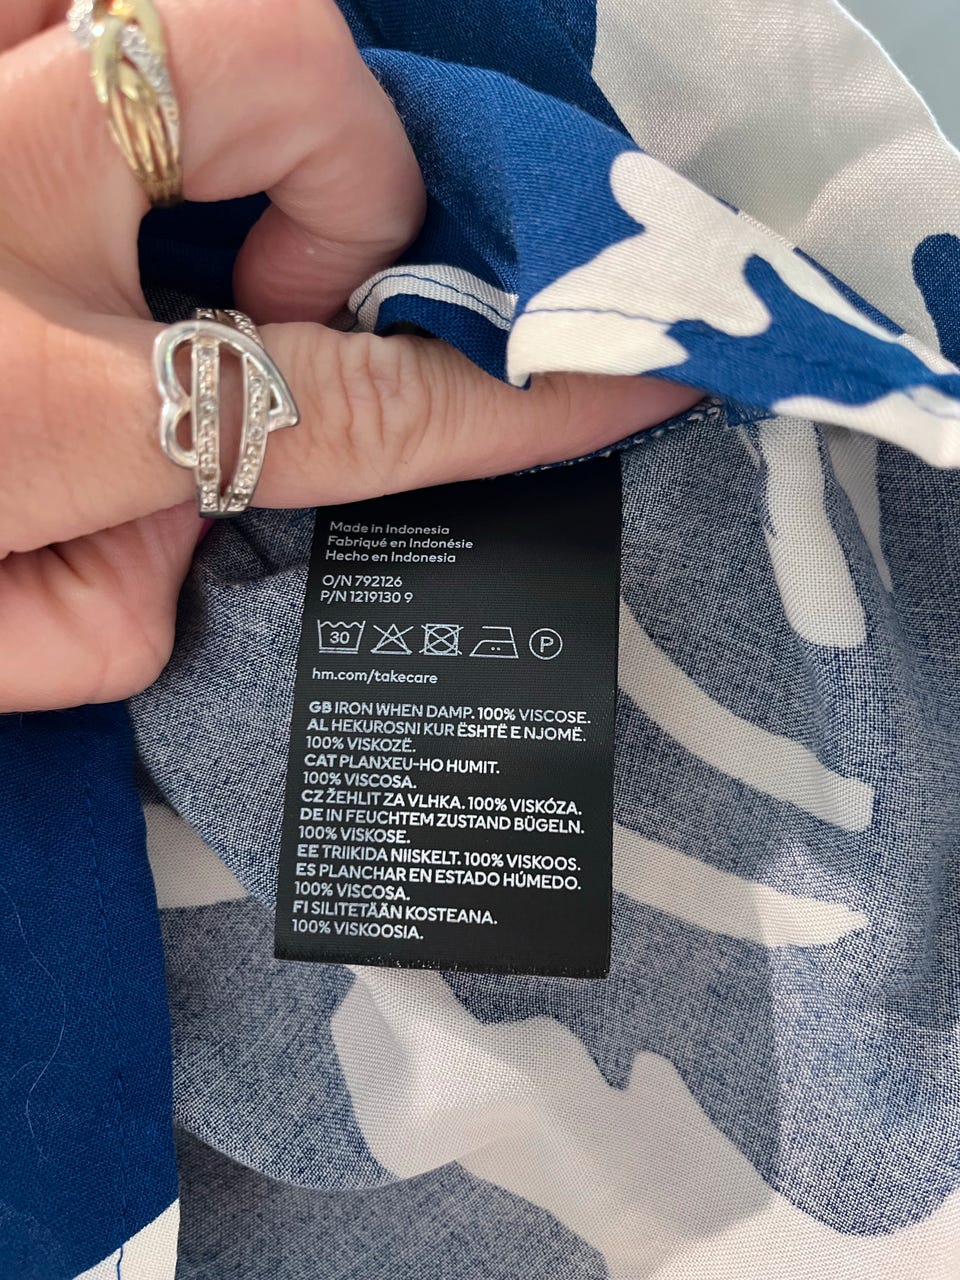 Made in Indonesia
Fabriqué en Indonésie
Hecho en Indonesia
O/N 792126
P/N 1219130 9
30 P
hm.com/takecare
GB IRON WHEN DAMP. 100% VISCOSE.
AL HEKUROSNI KUR ËSHTË E NJOMË.
100% VISKOZË.
CAT PLANXEU-HO HUMIT.
100% VISCOSA.
CZ ŽEHLIT ZA VLHKA. 100% VISKÓZA.
DE IN FEUCHTEM ZUSTAND BÜGELN.
100% VISKOSE.
EE TRIIKIDA NIISKELT. 100% VISKOOS.
ES PLANCHAR EN ESTADO HÚMEDO.
100% VISCOSA.
FI SILITETÄÄN KOSTEANA.
100% VISKOOSIA.